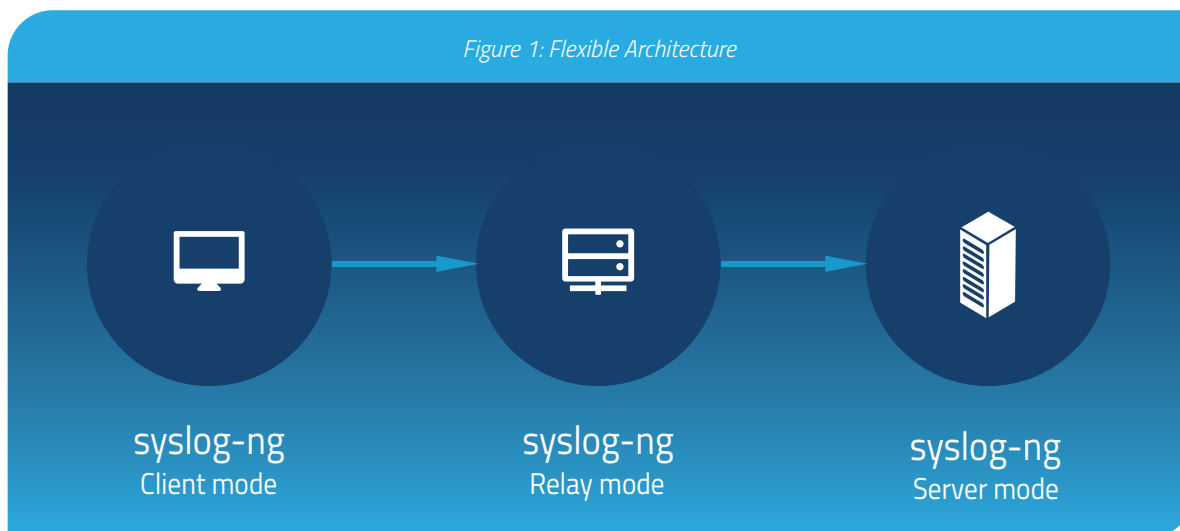 Figure 1: Flexible Architecture
syslog-ng
Client mode
syslog-ng
Relay mode
syslog-ng
Server mode